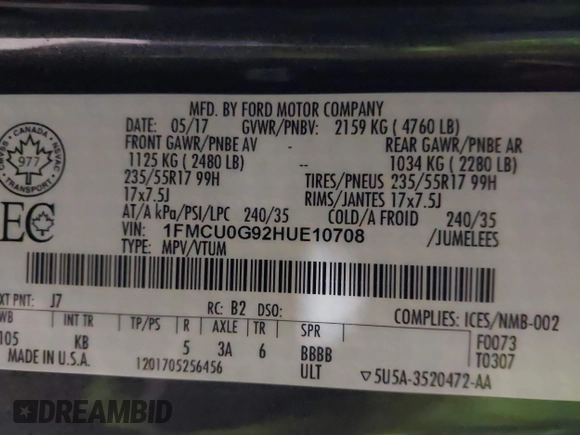 MFD. BY FORD MOTOR COMPANY
DATE: 05/17 GVWR/PNBV: 2159 KG ( 4760 LB)
FRONT GAWR/PNBE AV -- REAR GAWR/PNBE AR
1125 KG ( 2480 LB) -- 1034 KG ( 2280 LB)
235/55R17 99H TIRES/PNEUS 235/55R17 99H
17x7.5J RIMS/JANTES 17x7.5J
AT/A kPa/PSI/LPC 240/35 COLD/A FROID 240/35
VIN: 1FMCU0G92HUE10708 /JUMELEES
TYPE: MPV/VTUM
CANADA
977
TRANSPORT
EC
EXT PNT: J7 RC: B2 DSO: COMPLIES: ICES/NMB-002
WB INT TR TP/PS R AXLE TR SPR F0073
105 KB 5 3A 6 BBBB T0307
MADE IN U.S.A. 1201705256456 ULT ▽5U5A-3520472-AA
DREAMBID